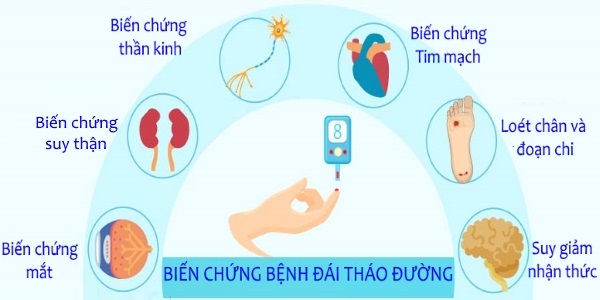 Biến chứng
thần kinh
Biến chứng
Tim mạch
Biến chứng
suy thận
Loét chân và
đoạn chi
Biến chứng
mắt
Suy giảm
nhận thức
8
BIẾN CHỨNG BỆNH ĐÁI THÁO ĐƯỜNG